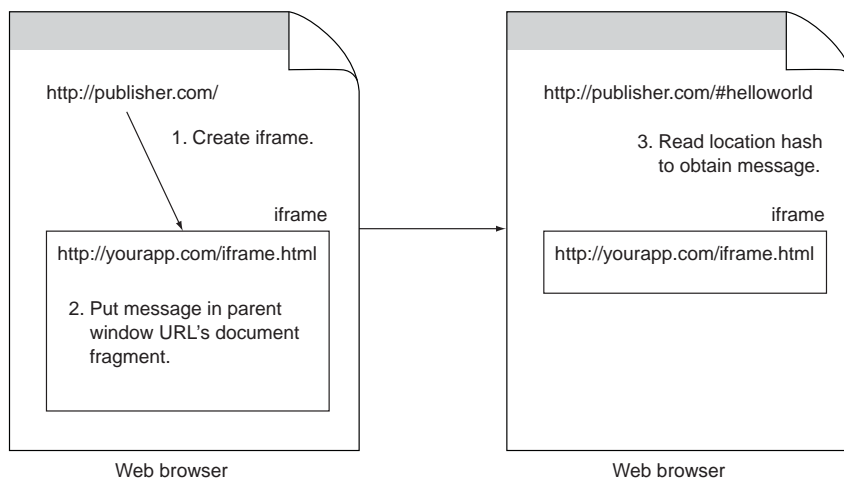 http://publisher.com/
1. Create iframe.
iframe
http://yourapp.com/iframe.html
2. Put message in parent
window URL's document
fragment.
Web browser
http://publisher.com/#helloworld
3. Read location hash
to obtain message.
iframe
http://yourapp.com/iframe.html
Web browser